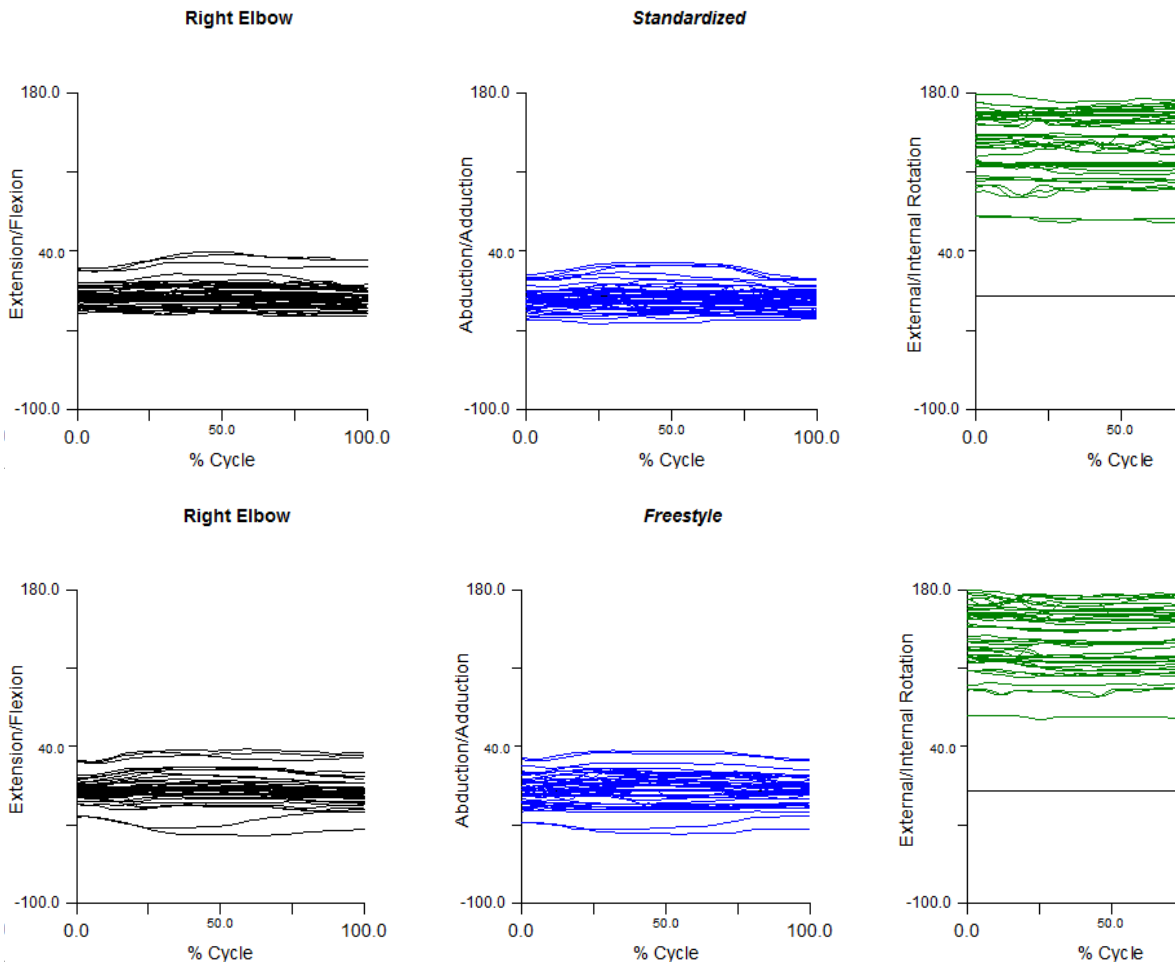 Right Elbow
Standardized
Extension/Flexion
180.0
40.0
-100.0
0.0
50.0
100.0
% Cycle
Abduction/Adduction
180.0
40.0
-100.0
0.0
50.0
100.0
% Cycle
External/Internal Rotation
180.0
40.0
-100.0
0.0
50.0
% Cycle
Right Elbow
Freestyle
Extension/Flexion
180.0
40.0
-100.0
0.0
50.0
100.0
% Cycle
Abduction/Adduction
180.0
40.0
-100.0
0.0
50.0
100.0
% Cycle
External/Internal Rotation
180.0
40.0
-100.0
0.0
50.0
% Cycle